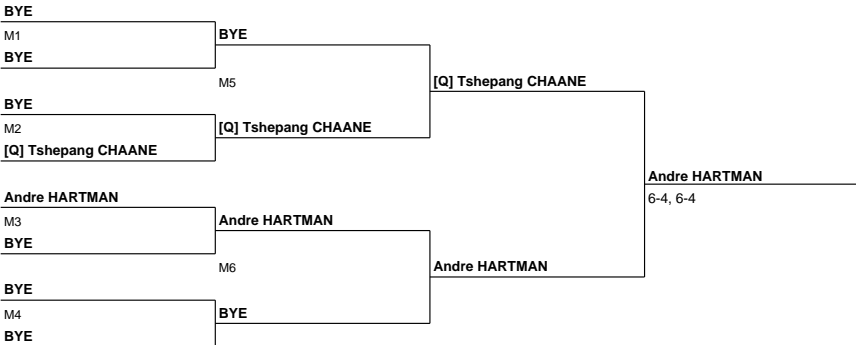 BYE
M1
BYE
BYE
M5
[Q] Tshepang CHAANE
BYE
M2
[Q] Tshepang CHAANE
[Q] Tshepang CHAANE
Andre HARTMAN
6-4, 6-4
Andre HARTMAN
M3
Andre HARTMAN
BYE
M6
Andre HARTMAN
BYE
M4
BYE
BYE